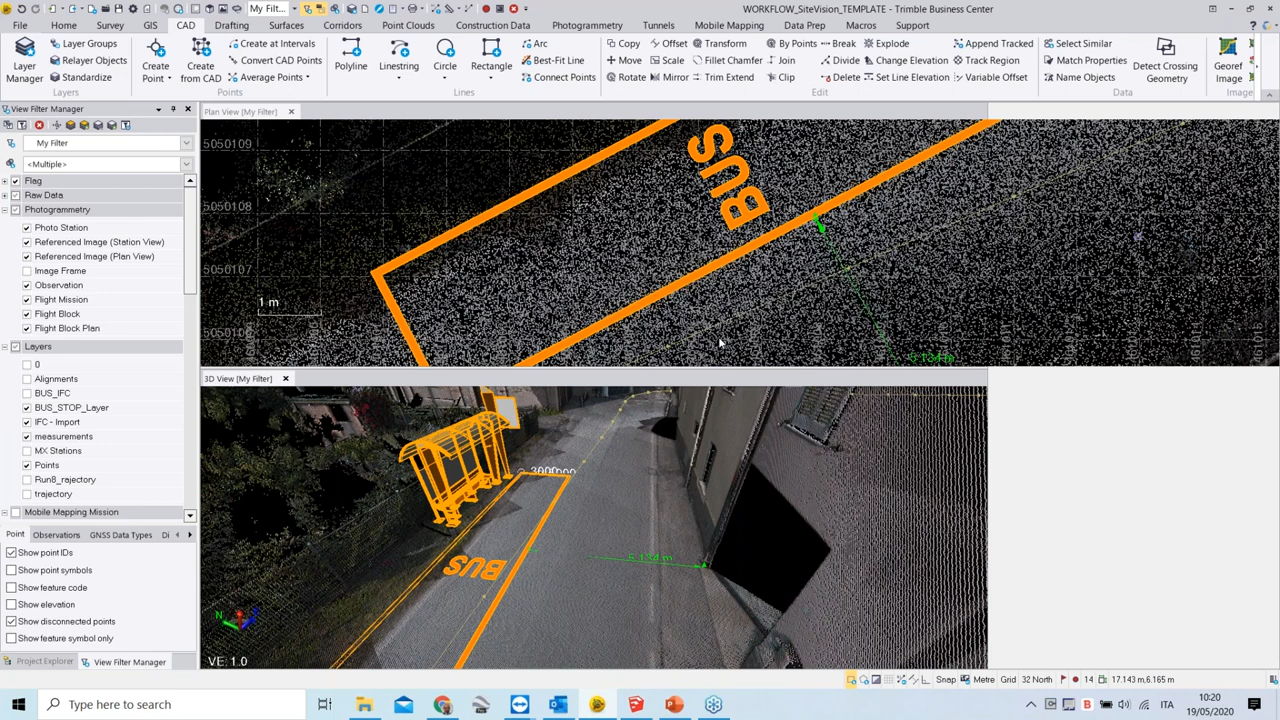 My Filt...
WORKFLOW_SiteVision_TEMPLATE - Trimble Business Center
File Home Survey GIS CAD Drafting Surfaces Corridors Point Clouds Construction Data Photogrammetry Tunnels Mobile Mapping Data Prep Macros Support
Layer Manager
Layer Groups
Relayer Objects
Standardize
Layers
Create Point
Create from CAD
Create at Intervals
Convert CAD Points
Average Points
Points
Polyline
Linestring
Circle
Rectangle
Arc
Best-Fit Line
Connect Points
Lines
Copy Offset Transform By Points Break Explode Append Tracked
Move Scale Fillet Chamfer Join Divide Change Elevation Track Region
Rotate Mirror Trim Extend Clip Delete Set Line Elevation Variable Offset
Edit
Select Similar
Match Properties
Name Objects
Detect Crossing Geometry
Data
Georef Image
Image
View Filter Manager
My Filter
<Multiple>
Flag
Raw Data
Photogrammetry
Photo Station
Referenced Image (Station View)
Referenced Image (Plan View)
Image Frame
Observation
Flight Mission
Flight Block
Flight Block Plan
Layers
0
Alignments
BUS_IFC
BUS_STOP_Layer
IFC - Import
measurements
MX Stations
Points
Run8_rajectory
trajectory
Mobile Mapping Mission
Point Observations GNSS Data Types Di
Show point IDs
Show point symbols
Show feature code
Show elevation
Show disconnected points
Show feature symbol only
Project Explorer View Filter Manager
Plan View [My Filter]
5050109
5050108
5050107
1 m
BUS
3D View [My Filter]
BUS
N
VE: 1.0
Snap Metre Grid 32 North 14 17.143 m,6.165 m
Type here to search
ITA
10:20
19/05/2020